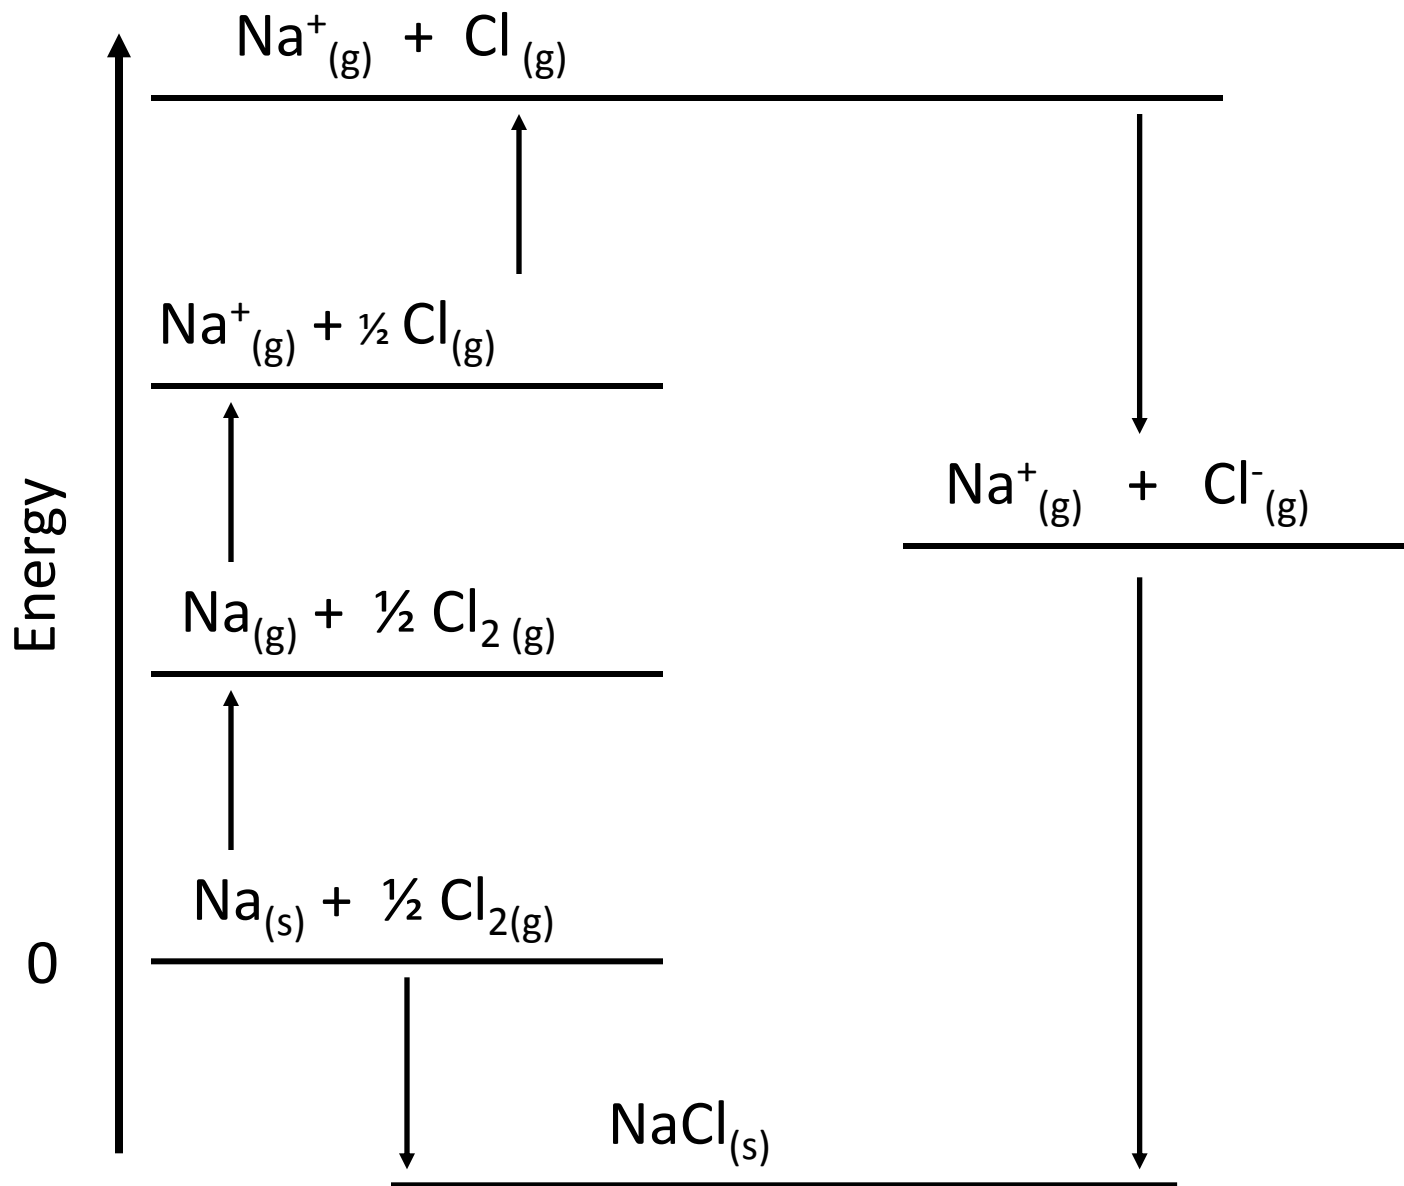 Na⁺(g) + Cl (g)
Na⁺(g) + ½ Cl(g)
Na⁺(g) + Cl⁻(g)
Energy
Na(g) + ½ Cl₂ (g)
Na(s) + ½ Cl₂(g)
0
NaCl(s)